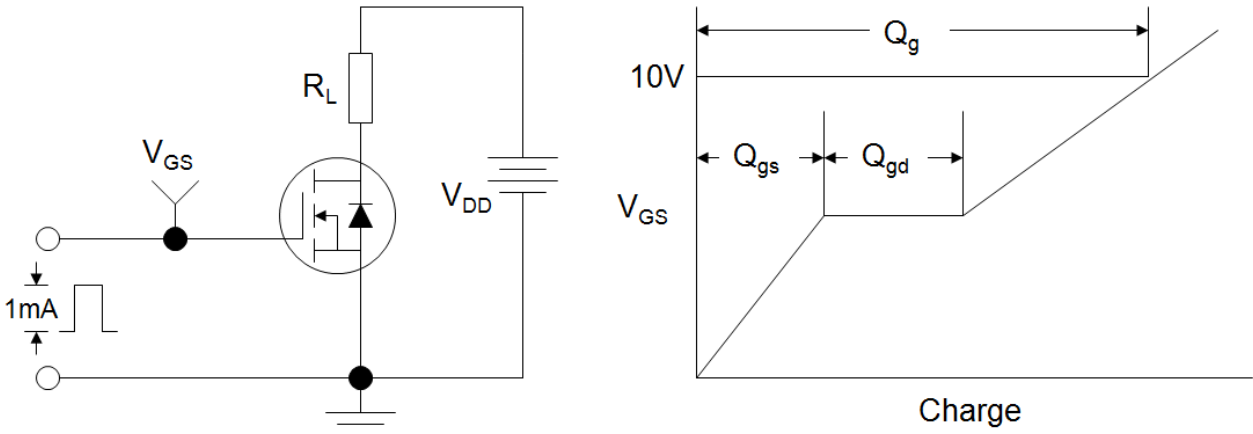 R_L
V_GS
V_DD
1mA
Q_g
10V
Q_gs
Q_gd
V_GS
Charge